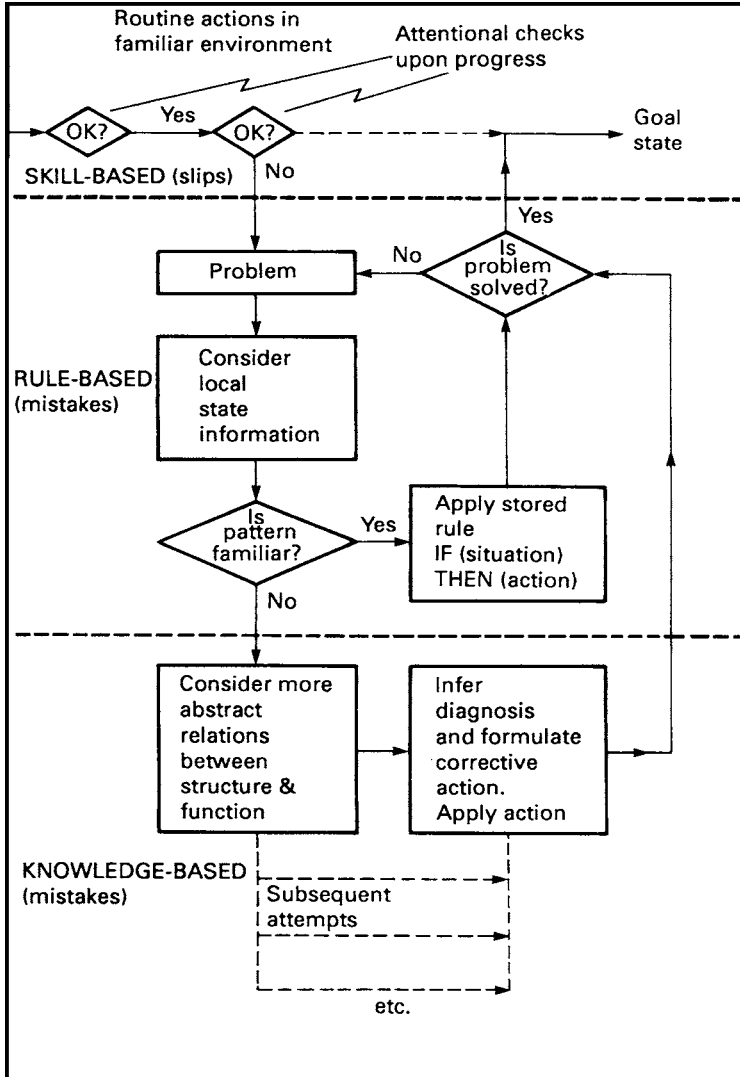 Routine actions in
familiar environment
Attentional checks
upon progress
OK?
Yes
OK?
Goal
state
No
SKILL-BASED (slips)
Yes
Problem
No
Is
problem
solved?
Consider
local
state
information
RULE-BASED
(mistakes)
Is
pattern
familiar?
Yes
Apply stored
rule
IF (situation)
THEN (action)
No
Consider more
abstract
relations
between
structure &
function
Infer
diagnosis
and formulate
corrective
action.
Apply action
KNOWLEDGE-BASED
(mistakes)
Subsequent
attempts
etc.